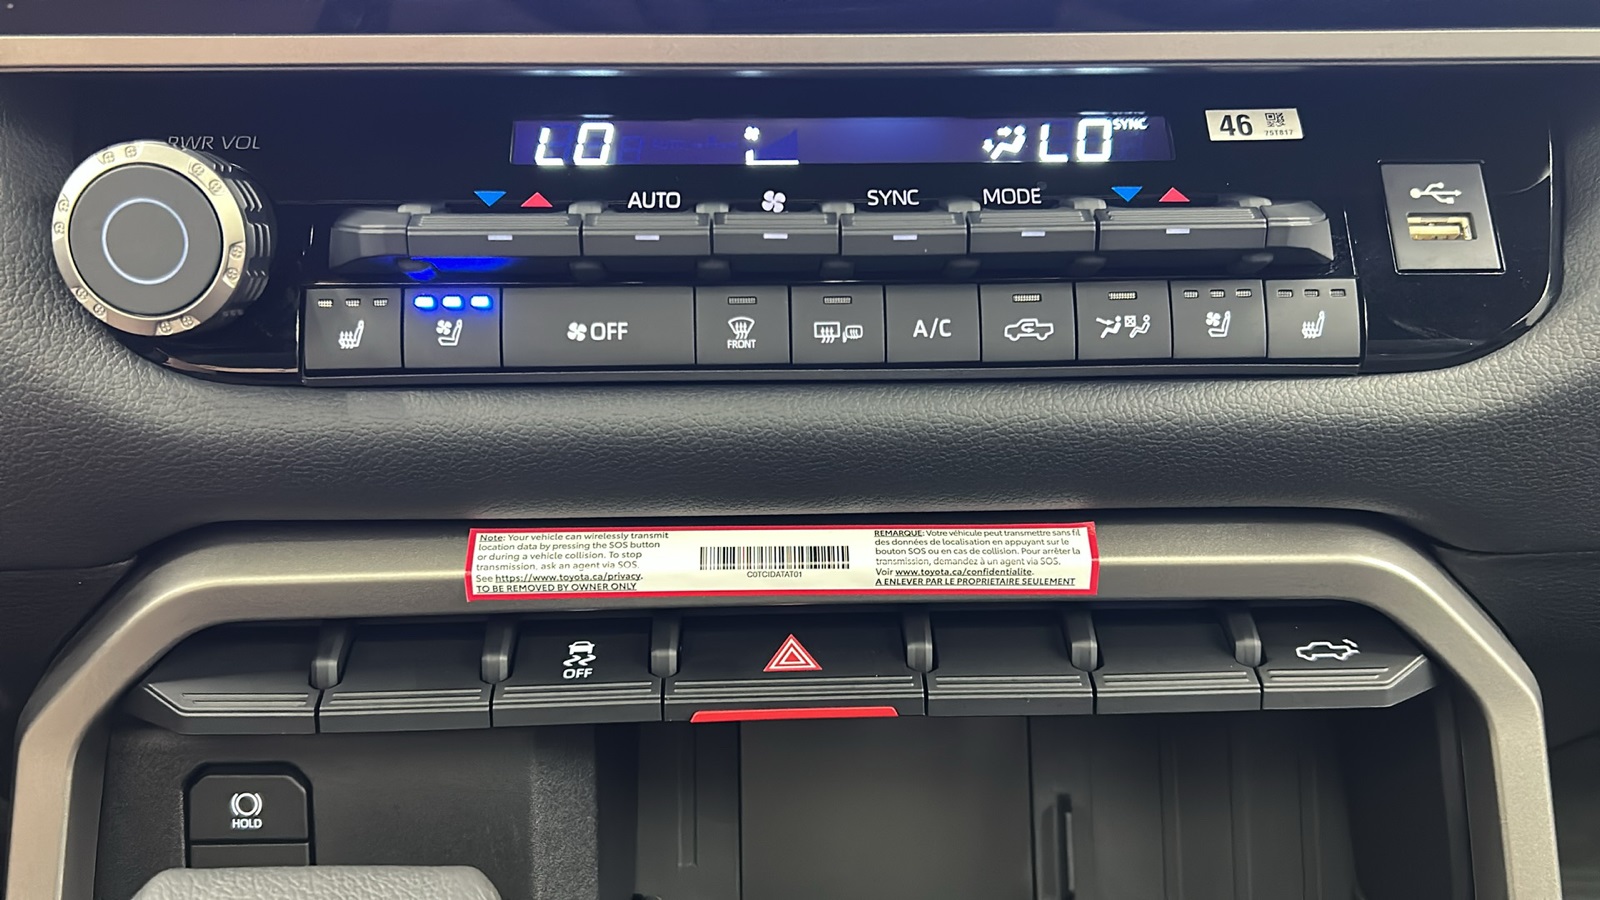 PWR VOL
LO
LO
SYNC
46
75T817
AUTO
SYNC
MODE
OFF
FRONT
A/C
Note: Your vehicle can wirelessly transmit
location data by pressing the SOS button
or during a vehicle collision. To stop
transmission, ask an agent via SOS.
See https://www.toyota.ca/privacy.
TO BE REMOVED BY OWNER ONLY
C0TCIDATAT01
REMARQUE: Votre véhicule peut transmettre sans fil
des données de localisation en appuyant sur le
bouton SOS ou en cas de collision. Pour arrêter la
transmission, demandez à un agent via SOS.
Voir www.toyota.ca/confidentialite.
A ENLEVER PAR LE PROPRIETAIRE SEULEMENT
OFF
HOLD